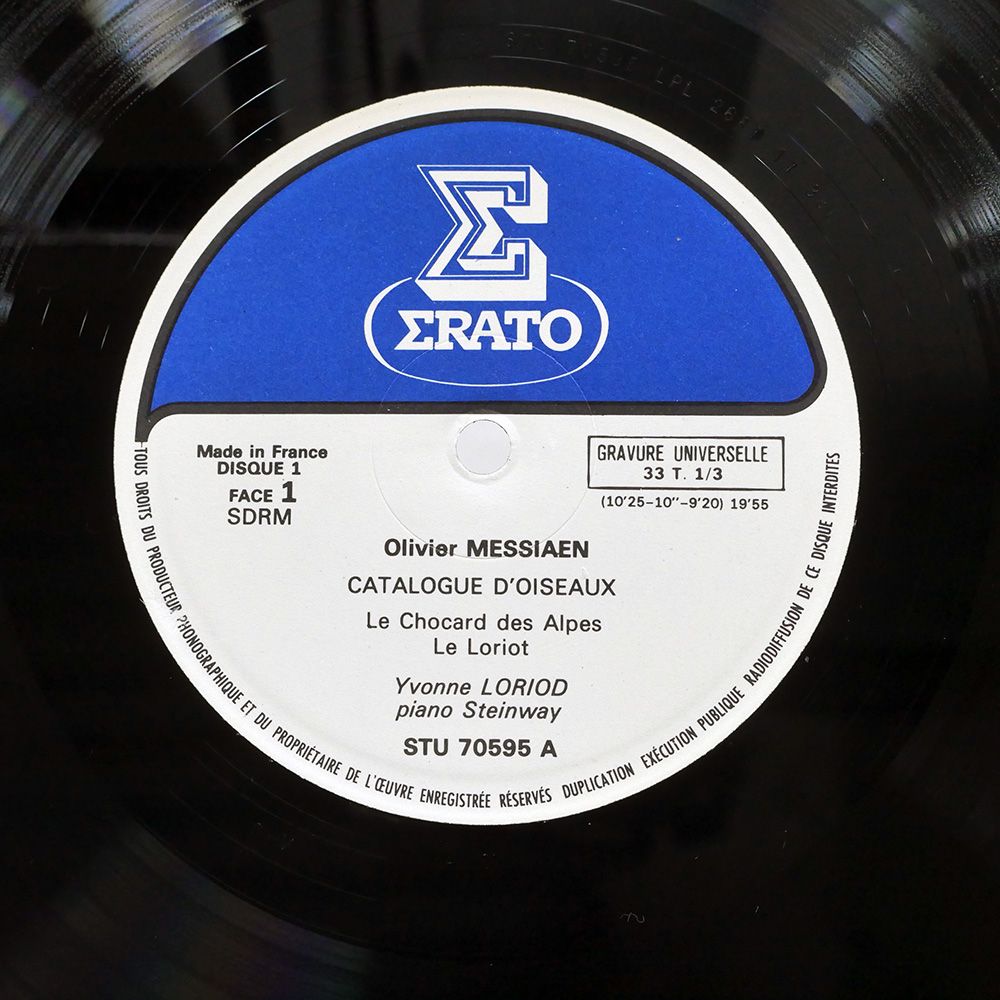 Σ
ΣRATO
Made in France
DISQUE 1
FACE 1
SDRM
GRAVURE UNIVERSELLE
33 T. 1/3
(10'25-10''-9'20) 19'55
Olivier MESSIAEN
CATALOGUE D'OISEAUX
Le Chocard des Alpes
Le Loriot
Yvonne LORIOD
piano Steinway
STU 70595 A
TOUS DROITS DU PRODUCTEUR PHONOGRAPHIQUE ET DU PROPRIÉTAIRE DE L'ŒUVRE ENREGISTRÉE RÉSERVÉS DUPLICATION EXÉCUTION PUBLIQUE RADIODIFFUSION DE CE DISQUE INTERDITES